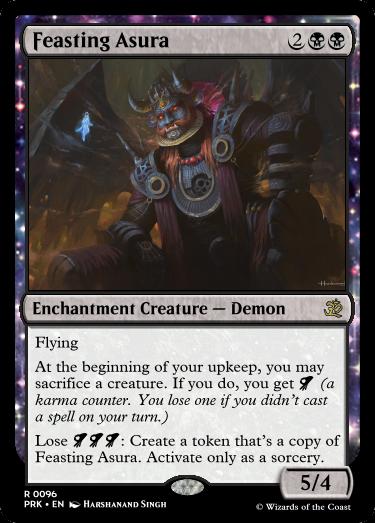 Feasting Asura 2
Enchantment Creature — Demon
Flying
At the beginning of your upkeep, you may
sacrifice a creature. If you do, you get (a
karma counter. You lose one if you didn't cast
a spell on your turn.)
Lose : Create a token that's a copy of
Feasting Asura. Activate only as a sorcery.
5/4
R 0096
PRK • EN Harshanand Singh
© Wizards of the Coast